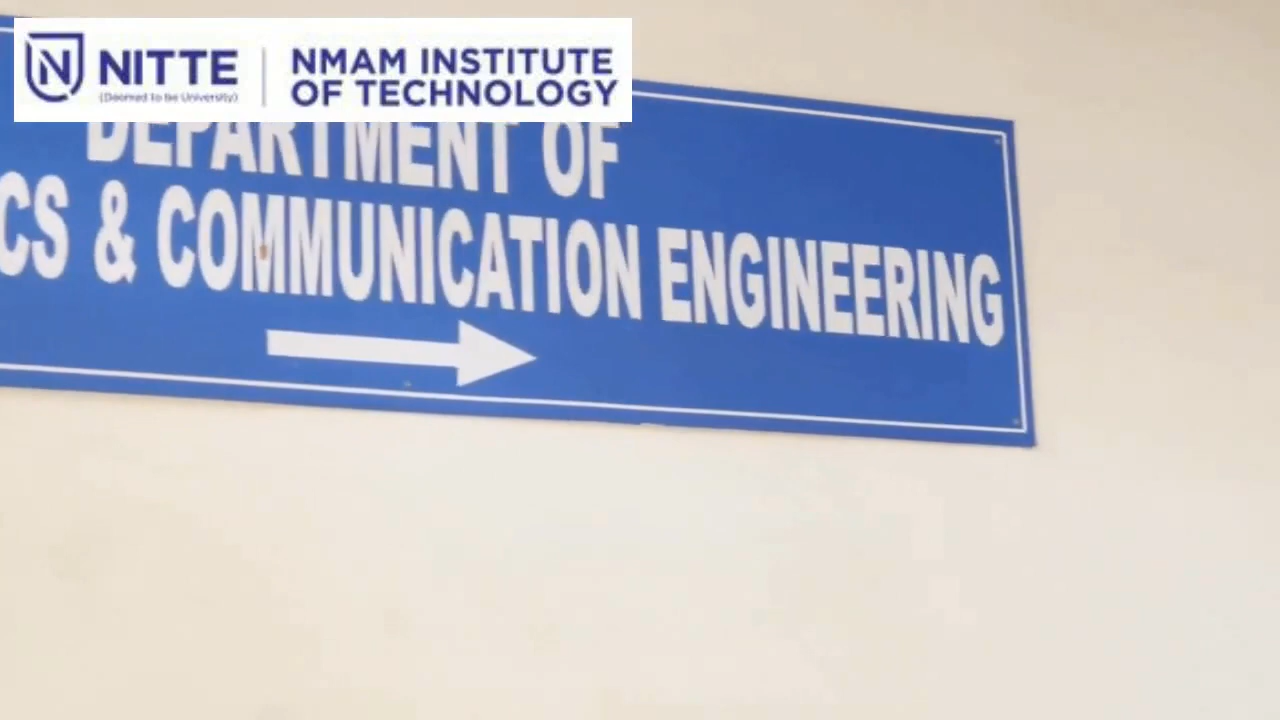 NITTE
(Deemed to be University)
NMAM INSTITUTE
OF TECHNOLOGY
DEPARTMENT OF
CS & COMMUNICATION ENGINEERING